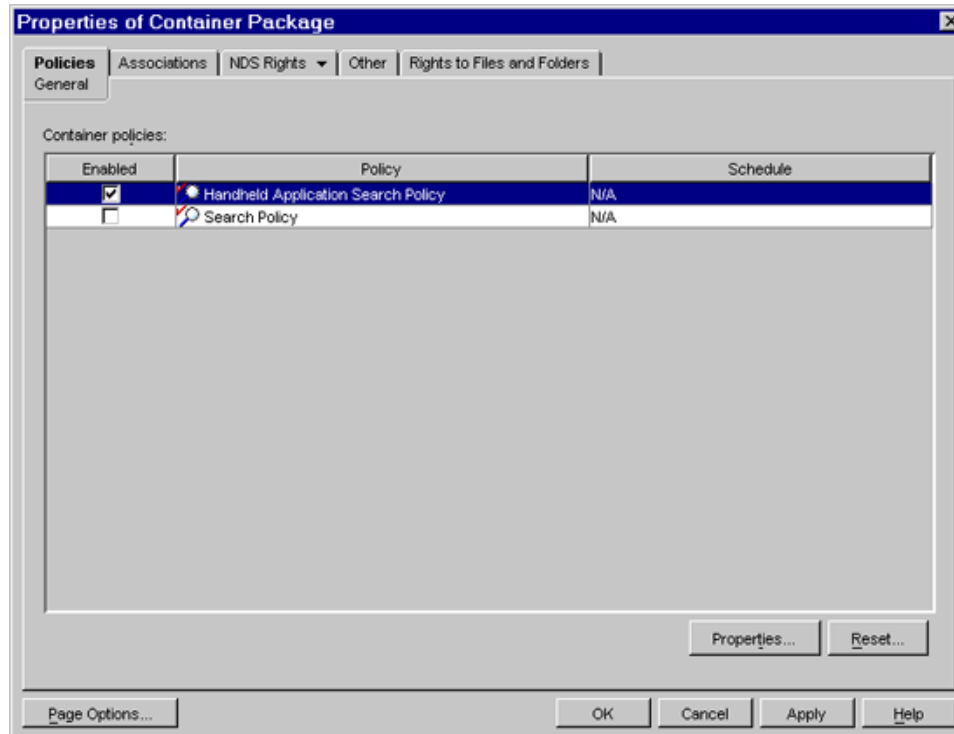 Properties of Container Package
Policies Associations NDS Rights Other Rights to Files and Folders
General
Container policies:
Enabled Policy Schedule
Handheld Application Search Policy N/A
Search Policy N/A
Properties... Reset...
Page Options... OK Cancel Apply Help